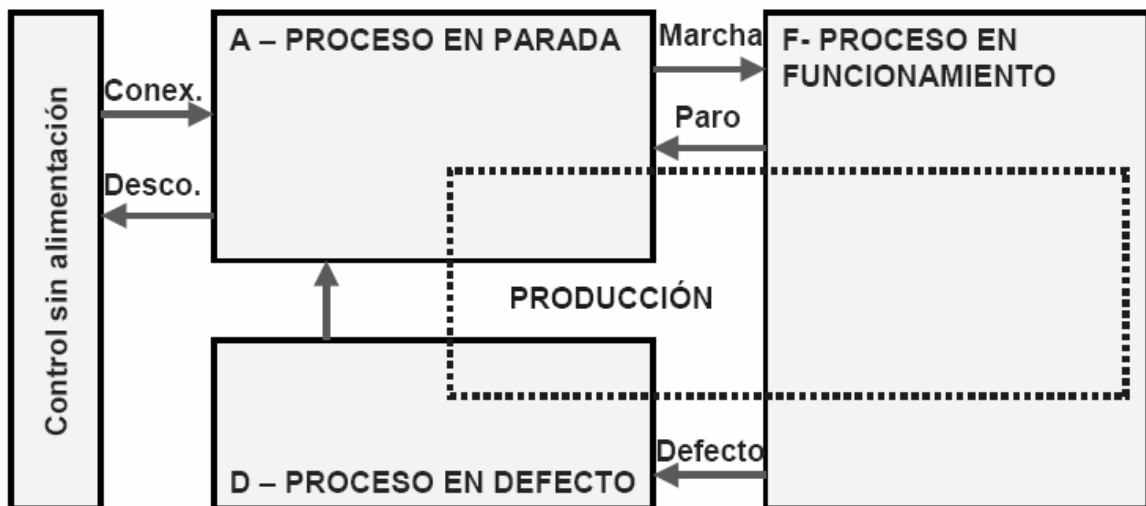 Control sin alimentación
Conex.
Desco.
A – PROCESO EN PARADA
Marcha
Paro
F- PROCESO EN
FUNCIONAMIENTO
PRODUCCIÓN
D – PROCESO EN DEFECTO
Defecto